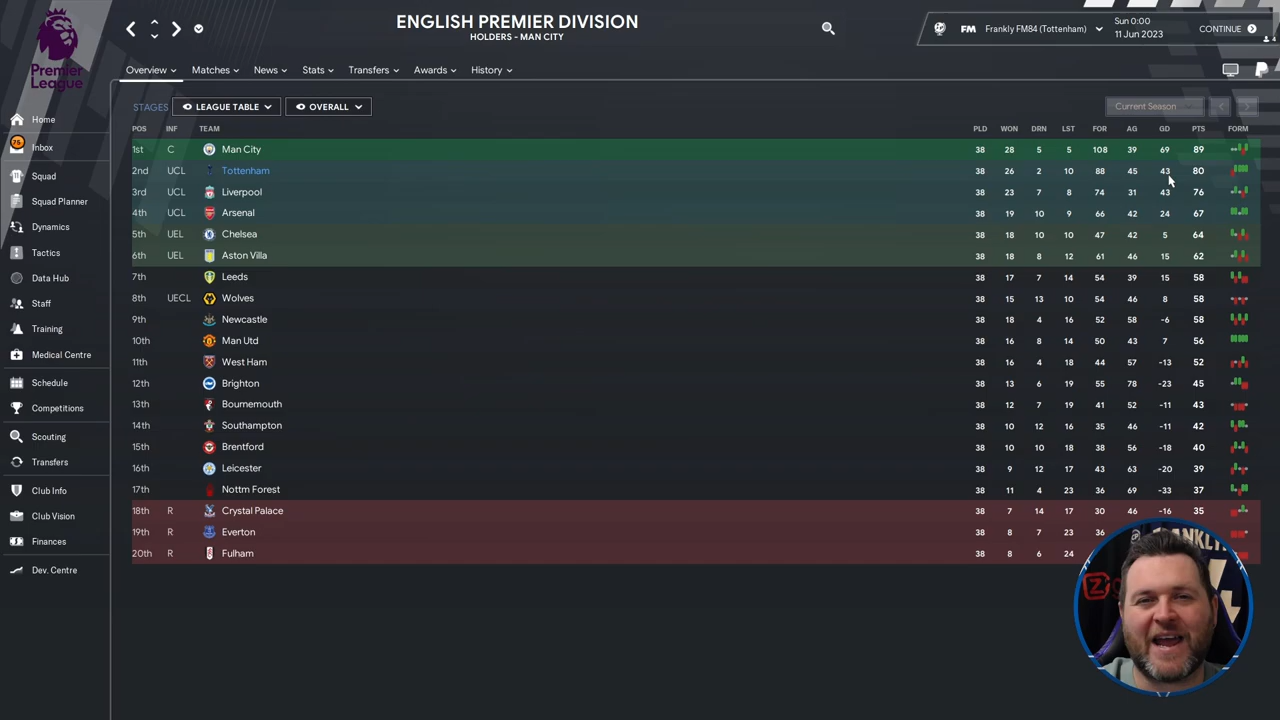 ENGLISH PREMIER DIVISION
HOLDERS - MAN CITY
FM Frankly FM84 (Tottenham)
Sun 0:00
11 Jun 2023
CONTINUE
4
Premier League
Overview Matches News Stats Transfers Awards History
STAGES LEAGUE TABLE OVERALL Current Season
Home
75
Inbox
Squad
Squad Planner
Dynamics
Tactics
Data Hub
Staff
Training
Medical Centre
Schedule
Competitions
Scouting
Transfers
Club Info
Club Vision
Finances
Dev. Centre
POS INF TEAM PLD WON DRN LST FOR AG GD PTS FORM
1st C Man City 38 28 5 5 108 39 69 89
2nd UCL Tottenham 38 26 2 10 88 45 43 80
3rd UCL Liverpool 38 23 7 8 74 31 43 76
4th UCL Arsenal 38 19 10 9 66 42 24 67
5th UEL Chelsea 38 18 10 10 47 42 5 64
6th UEL Aston Villa 38 18 8 12 61 46 15 62
7th Leeds 38 17 7 14 54 39 15 58
8th UECL Wolves 38 15 13 10 54 46 8 58
9th Newcastle 38 18 4 16 52 58 -6 58
10th Man Utd 38 16 8 14 50 43 7 56
11th West Ham 38 16 4 18 44 57 -13 52
12th Brighton 38 13 6 19 55 78 -23 45
13th Bournemouth 38 12 7 19 41 52 -11 43
14th Southampton 38 10 12 16 35 46 -11 42
15th Brentford 38 10 10 18 38 56 -18 40
16th Leicester 38 9 12 17 43 63 -20 39
17th Nottm Forest 38 11 4 23 36 69 -33 37
18th R Crystal Palace 38 7 14 17 30 46 -16 35
19th R Everton 38 8 7 23 36
20th R Fulham 38 8 6 24